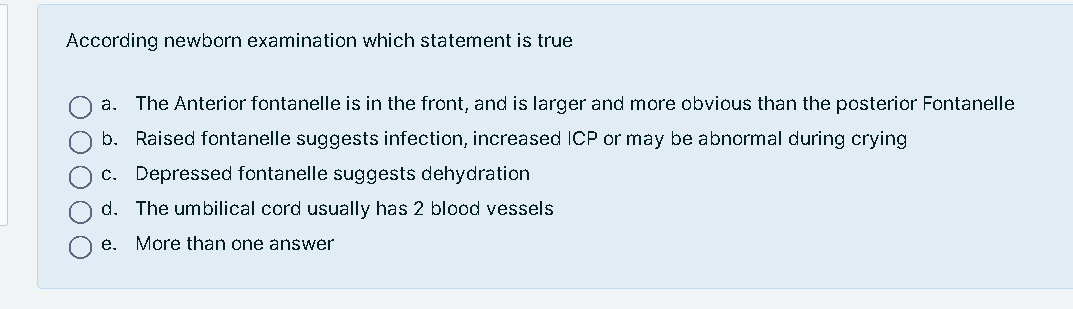 According newborn examination which statement is true
a. The Anterior fontanelle is in the front, and is larger and more obvious than the posterior Fontanelle
b. Raised fontanelle suggests infection, increased ICP or may be abnormal during crying
c. Depressed fontanelle suggests dehydration
d. The umbilical cord usually has 2 blood vessels
e. More than one answer